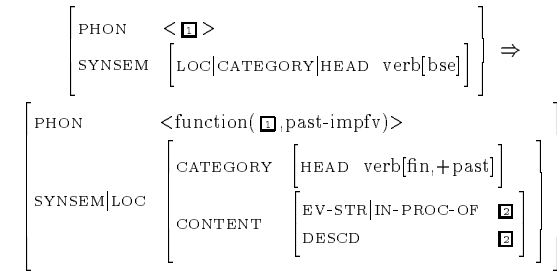 PHON < 1 >
SYNSEM [LOC|CATEGORY|HEAD verb[bse]] ⇒
PHON <function( 1 ,past-impfv)>
CATEGORY [HEAD verb[fin,+past]]
SYNSEM|LOC
CONTENT [EV-STR|IN-PROC-OF 2
DESCD 2]